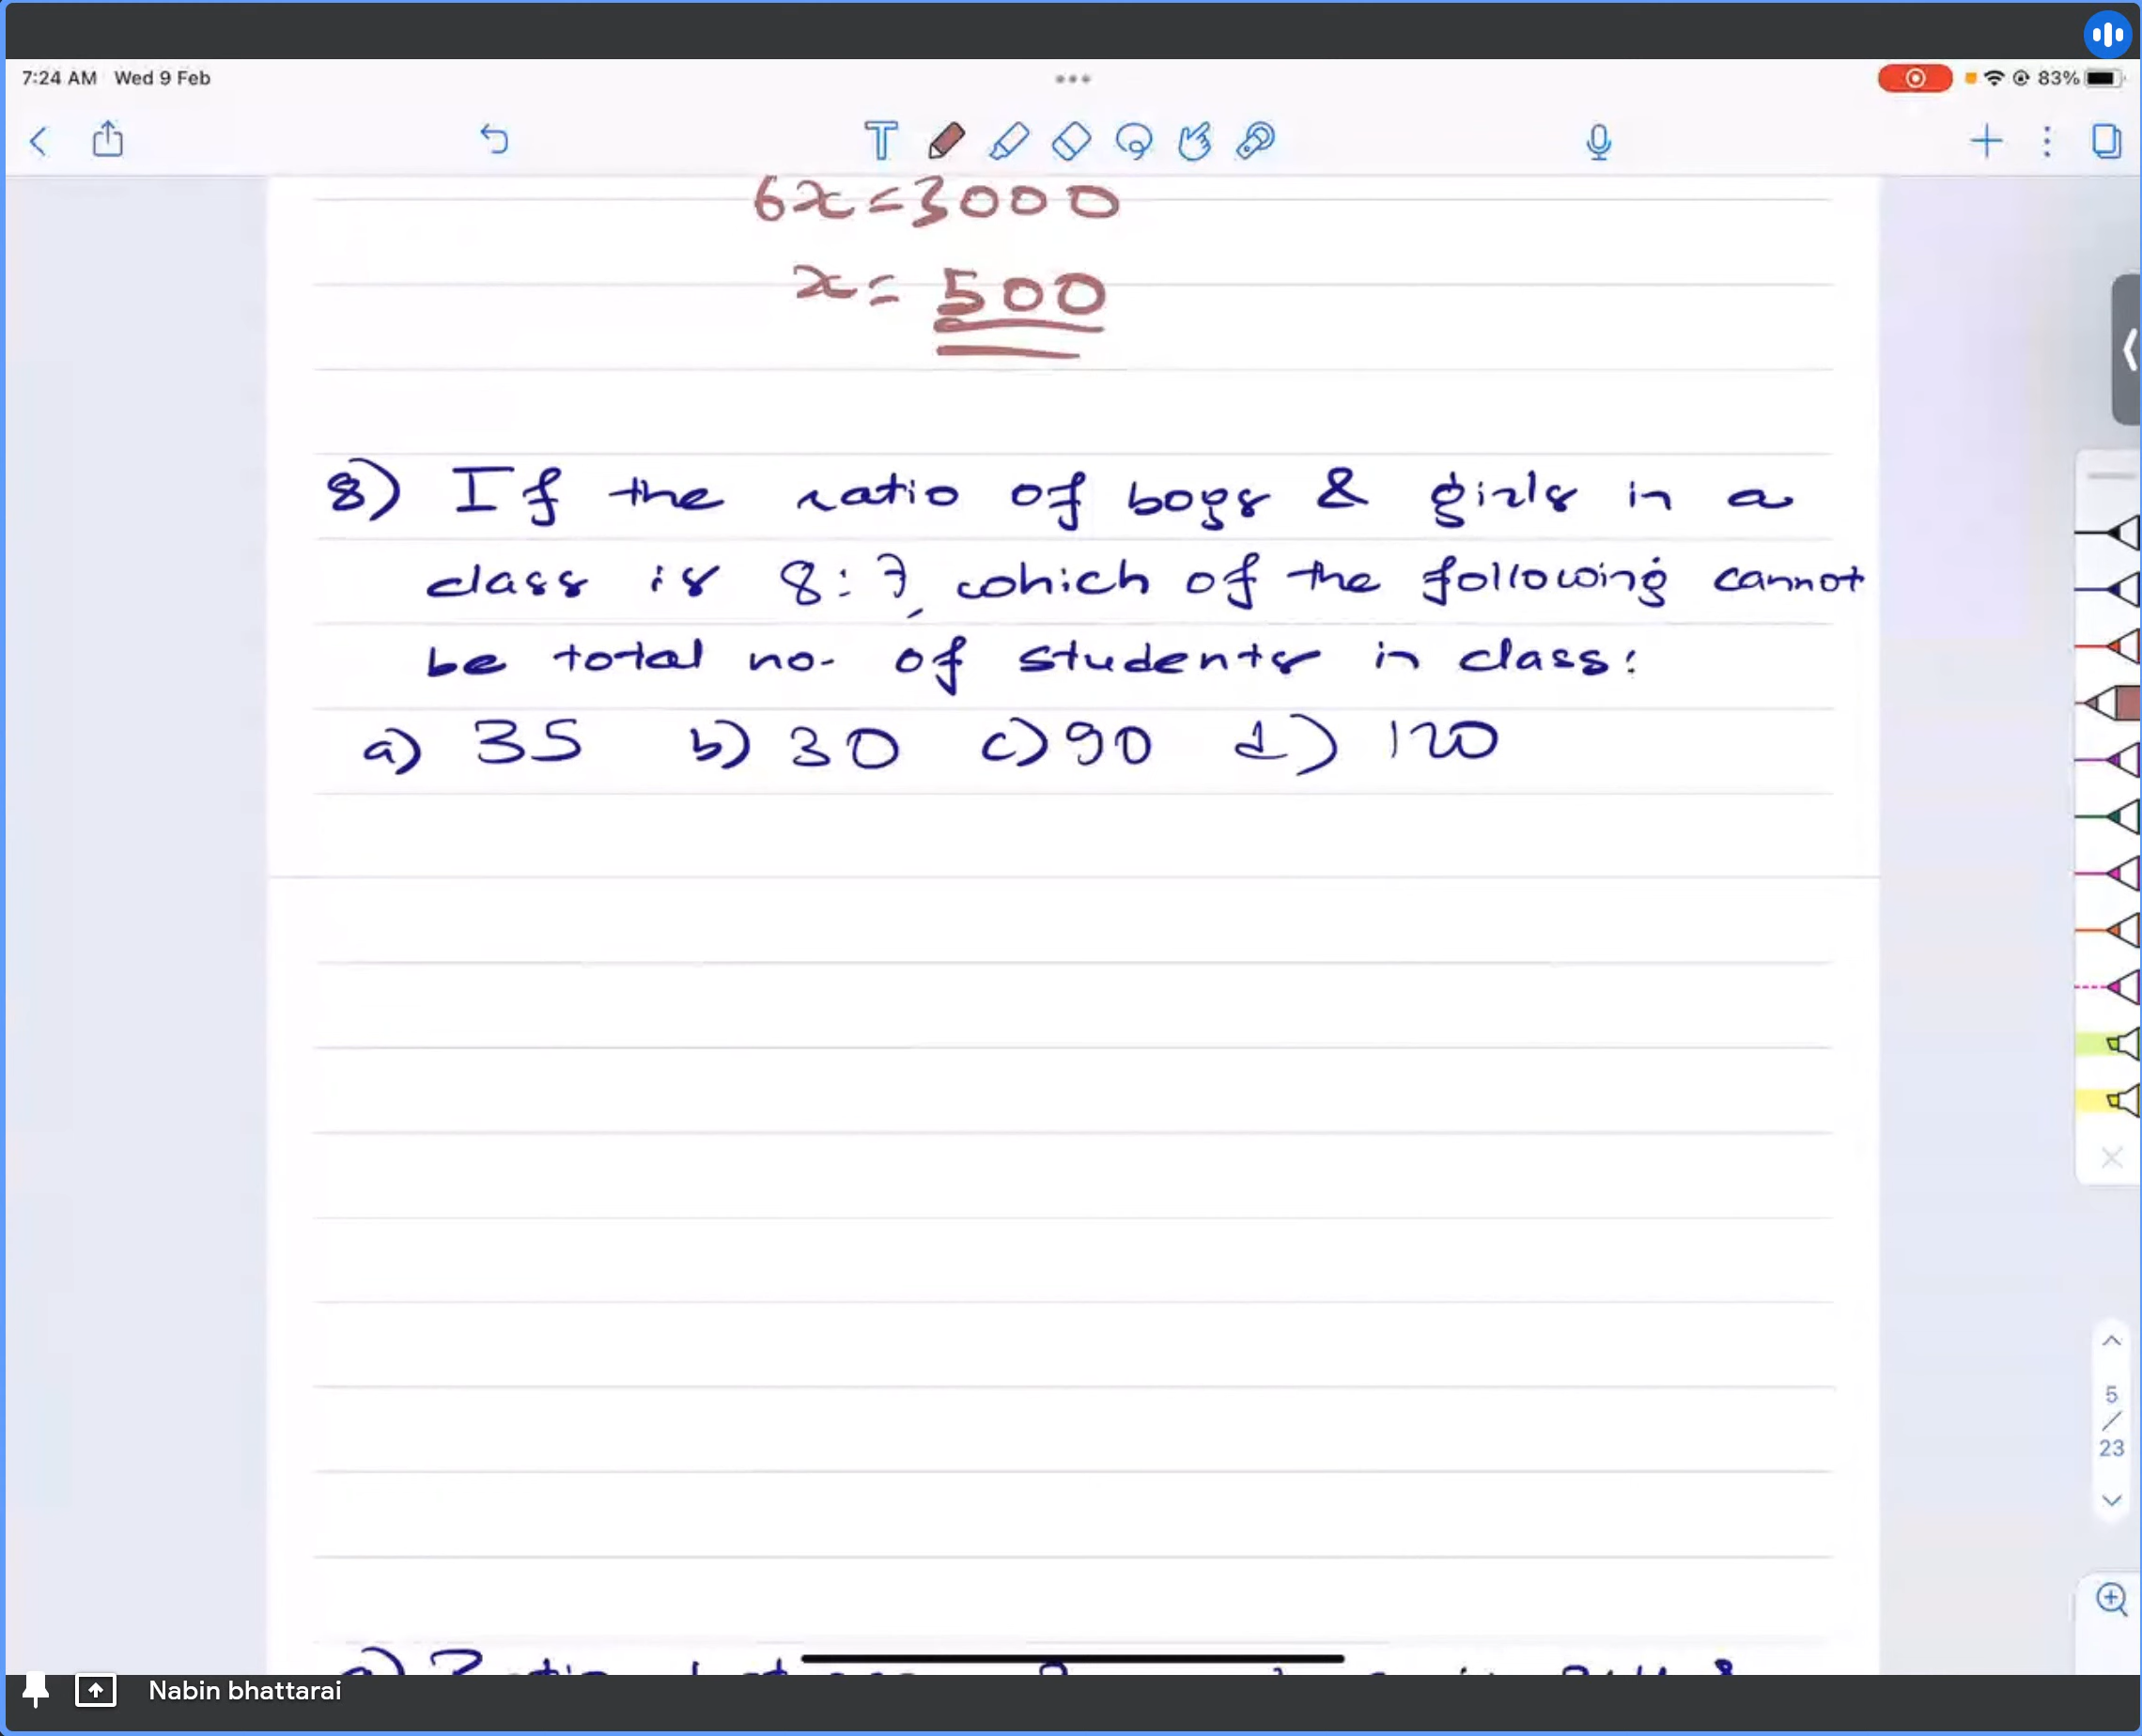 7:24 AM Wed 9 Feb
83%
6x=3000
x= 500
8) If the ratio of boys & girls in a
class is 8:7, which of the following cannot
be total no. of students in class:
a) 35 b) 30 c) 90 d) 120
5
/
23
Nabin bhattarai